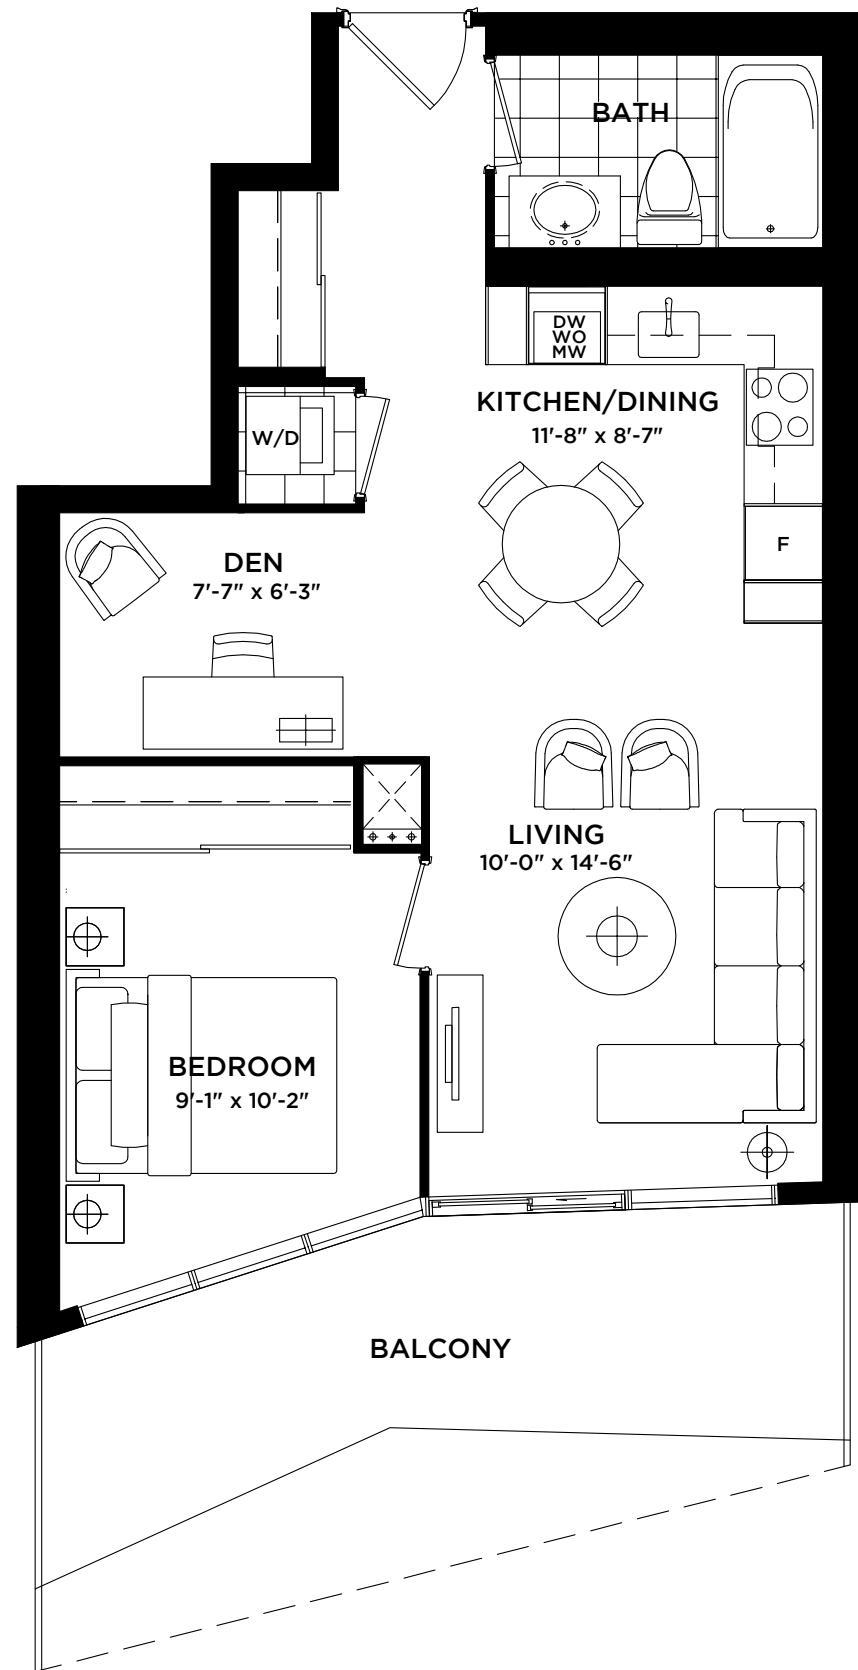 BATH
DW
WO
MW
KITCHEN/DINING
11'-8" x 8'-7"
W/D
F
DEN
7'-7" x 6'-3"
LIVING
10'-0" x 14'-6"
BEDROOM
9'-1" x 10'-2"
BALCONY